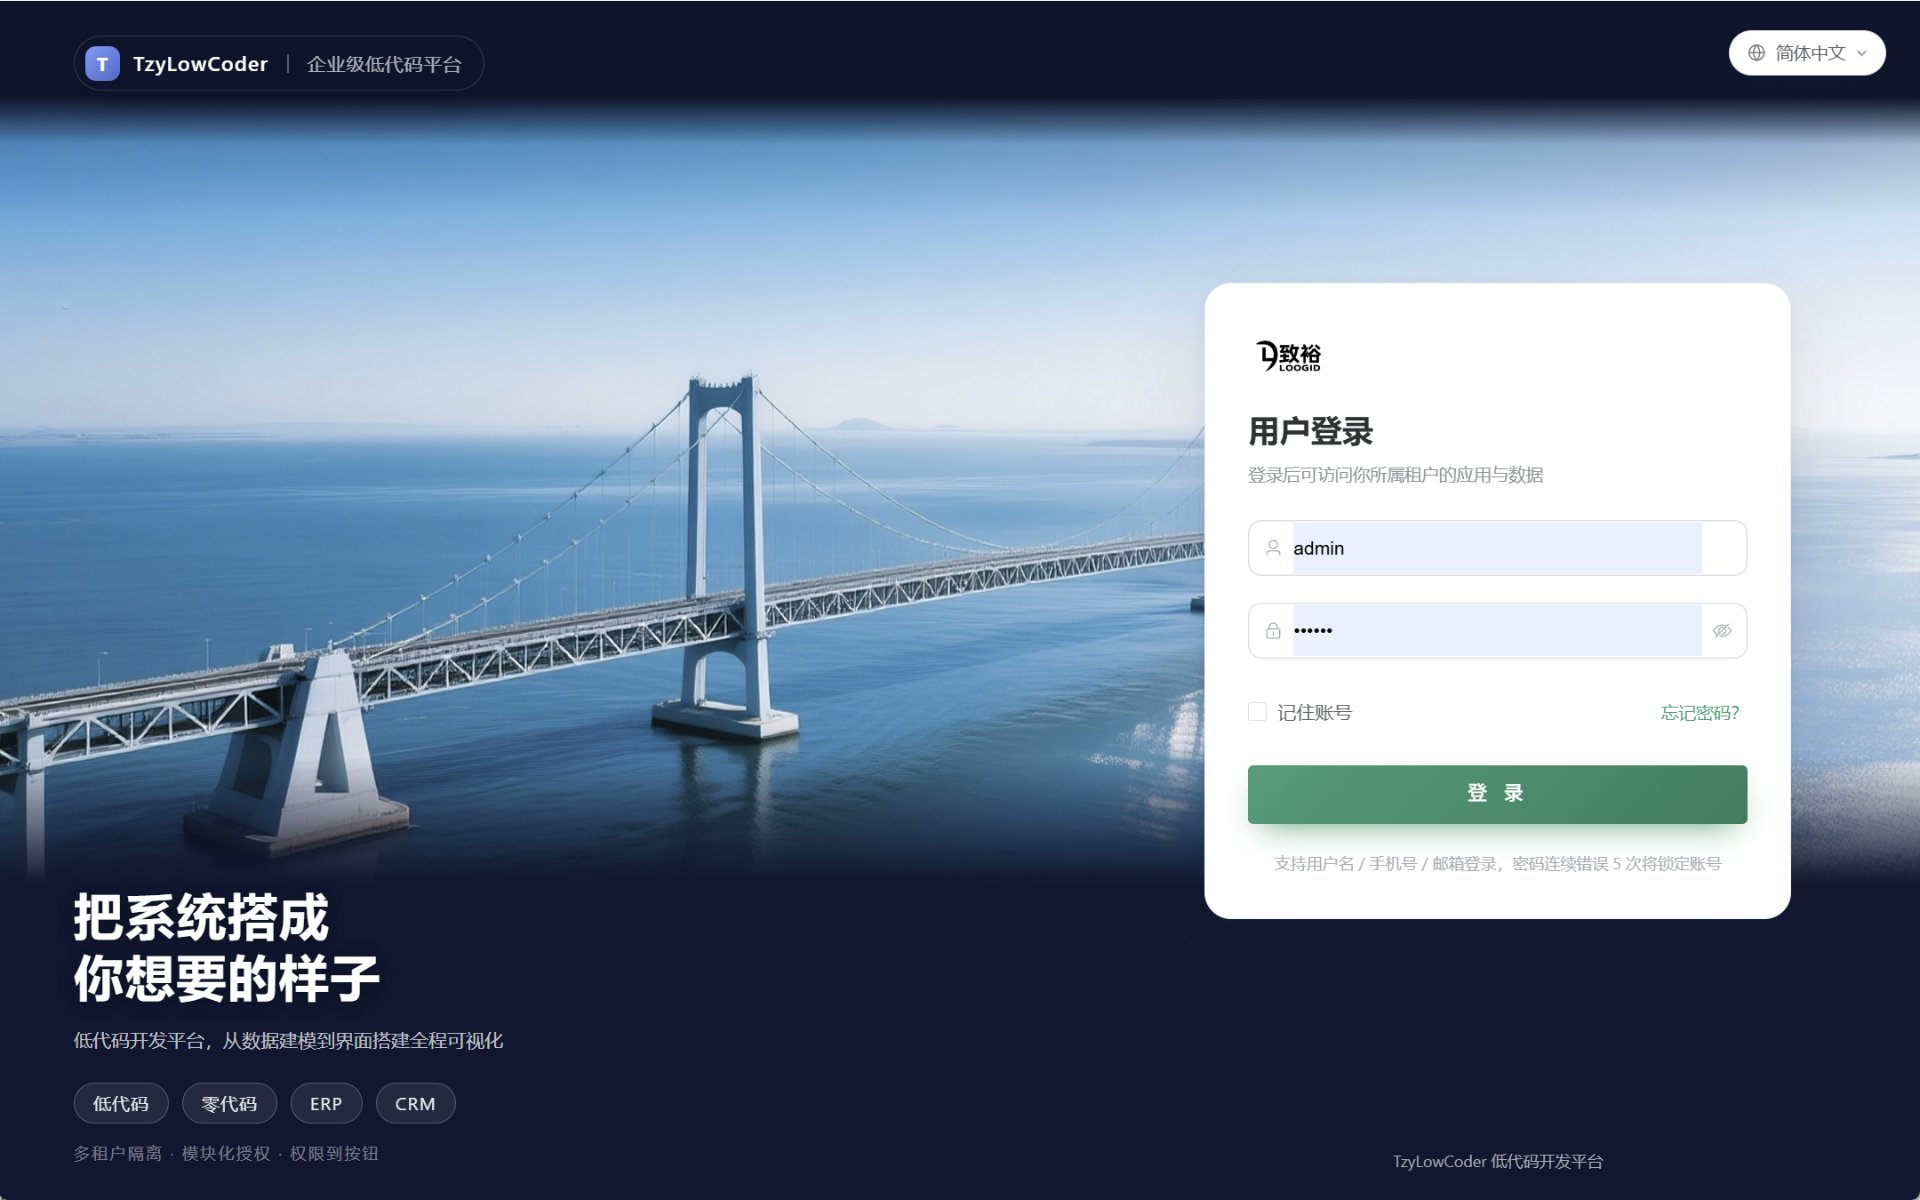 T TzyLowCoder | 企业级低代码平台
简体中文
致裕
LOOGID
用户登录
登录后可访问你所属租户的应用与数据
admin
••••••
记住账号
忘记密码?
登 录
支持用户名 / 手机号 / 邮箱登录，密码连续错误 5 次将锁定账号
把系统搭成
你想要的样子
低代码开发平台，从数据建模到界面搭建全程可视化
低代码 零代码 ERP CRM
多租户隔离 · 模块化授权 · 权限到按钮
TzyLowCoder 低代码开发平台